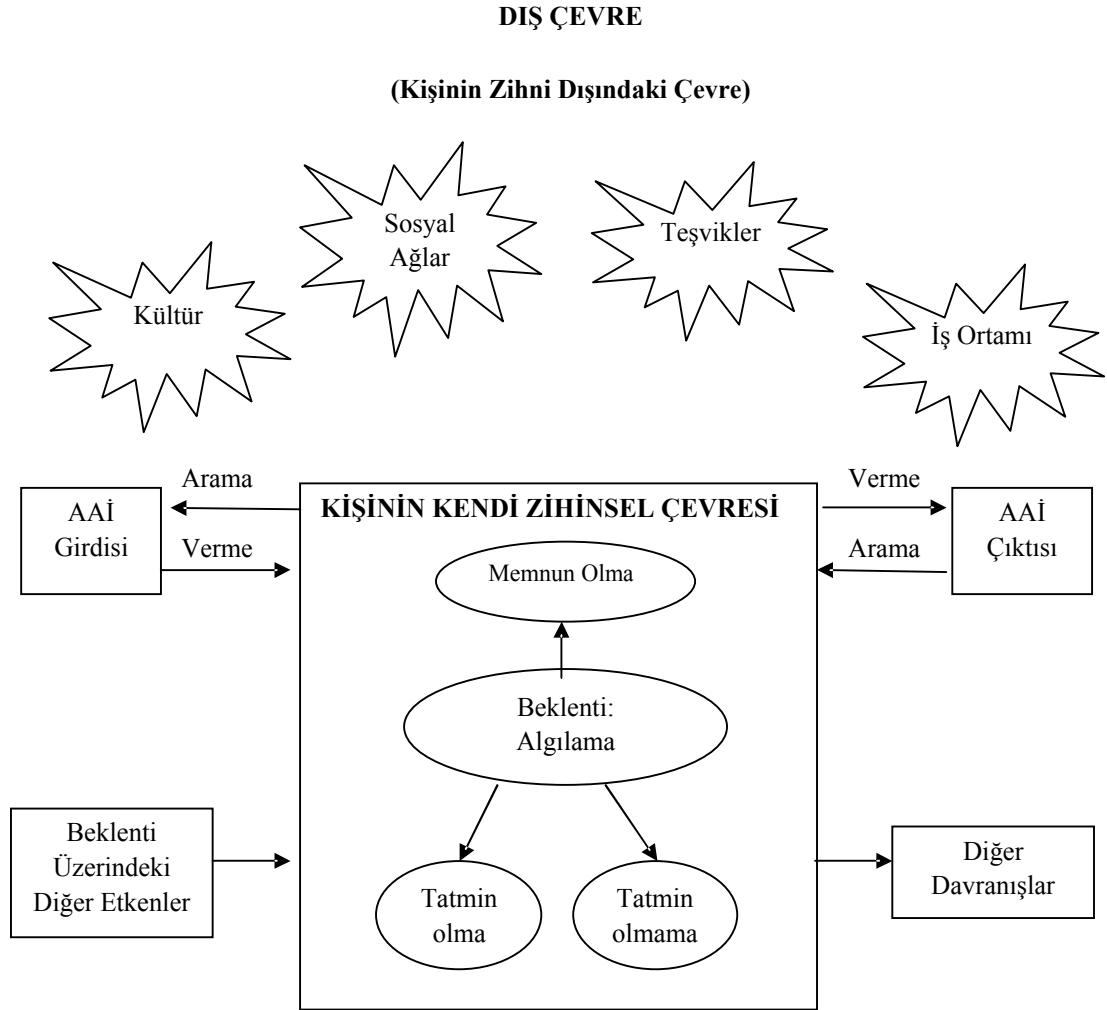 DIŞ ÇEVRE
(Kişinin Zihni Dışındaki Çevre)
Kültür
Sosyal
Ağlar
Teşvikler
İş Ortamı
AAİ
Girdisi
Arama
Verme
KİŞİNİN KENDİ ZİHİNSEL ÇEVRESİ
Memnun Olma
Beklenti:
Algılama
Tatmin
olma
Tatmin
olmama
Verme
Arama
AAİ
Çıktısı
Beklenti
Üzerindeki
Diğer Etkenler
Diğer
Davranışlar